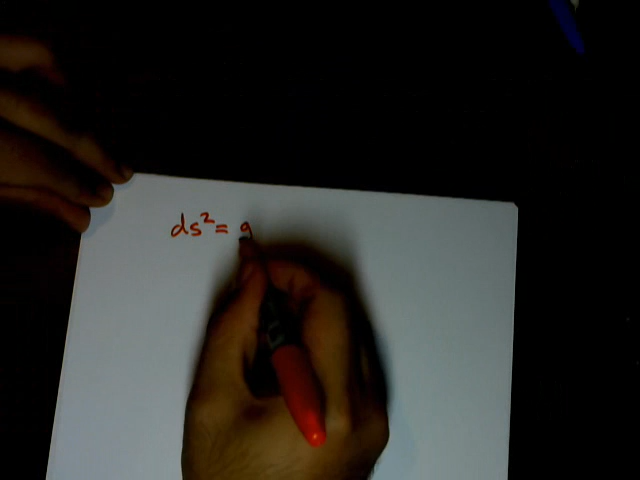 ds² = g